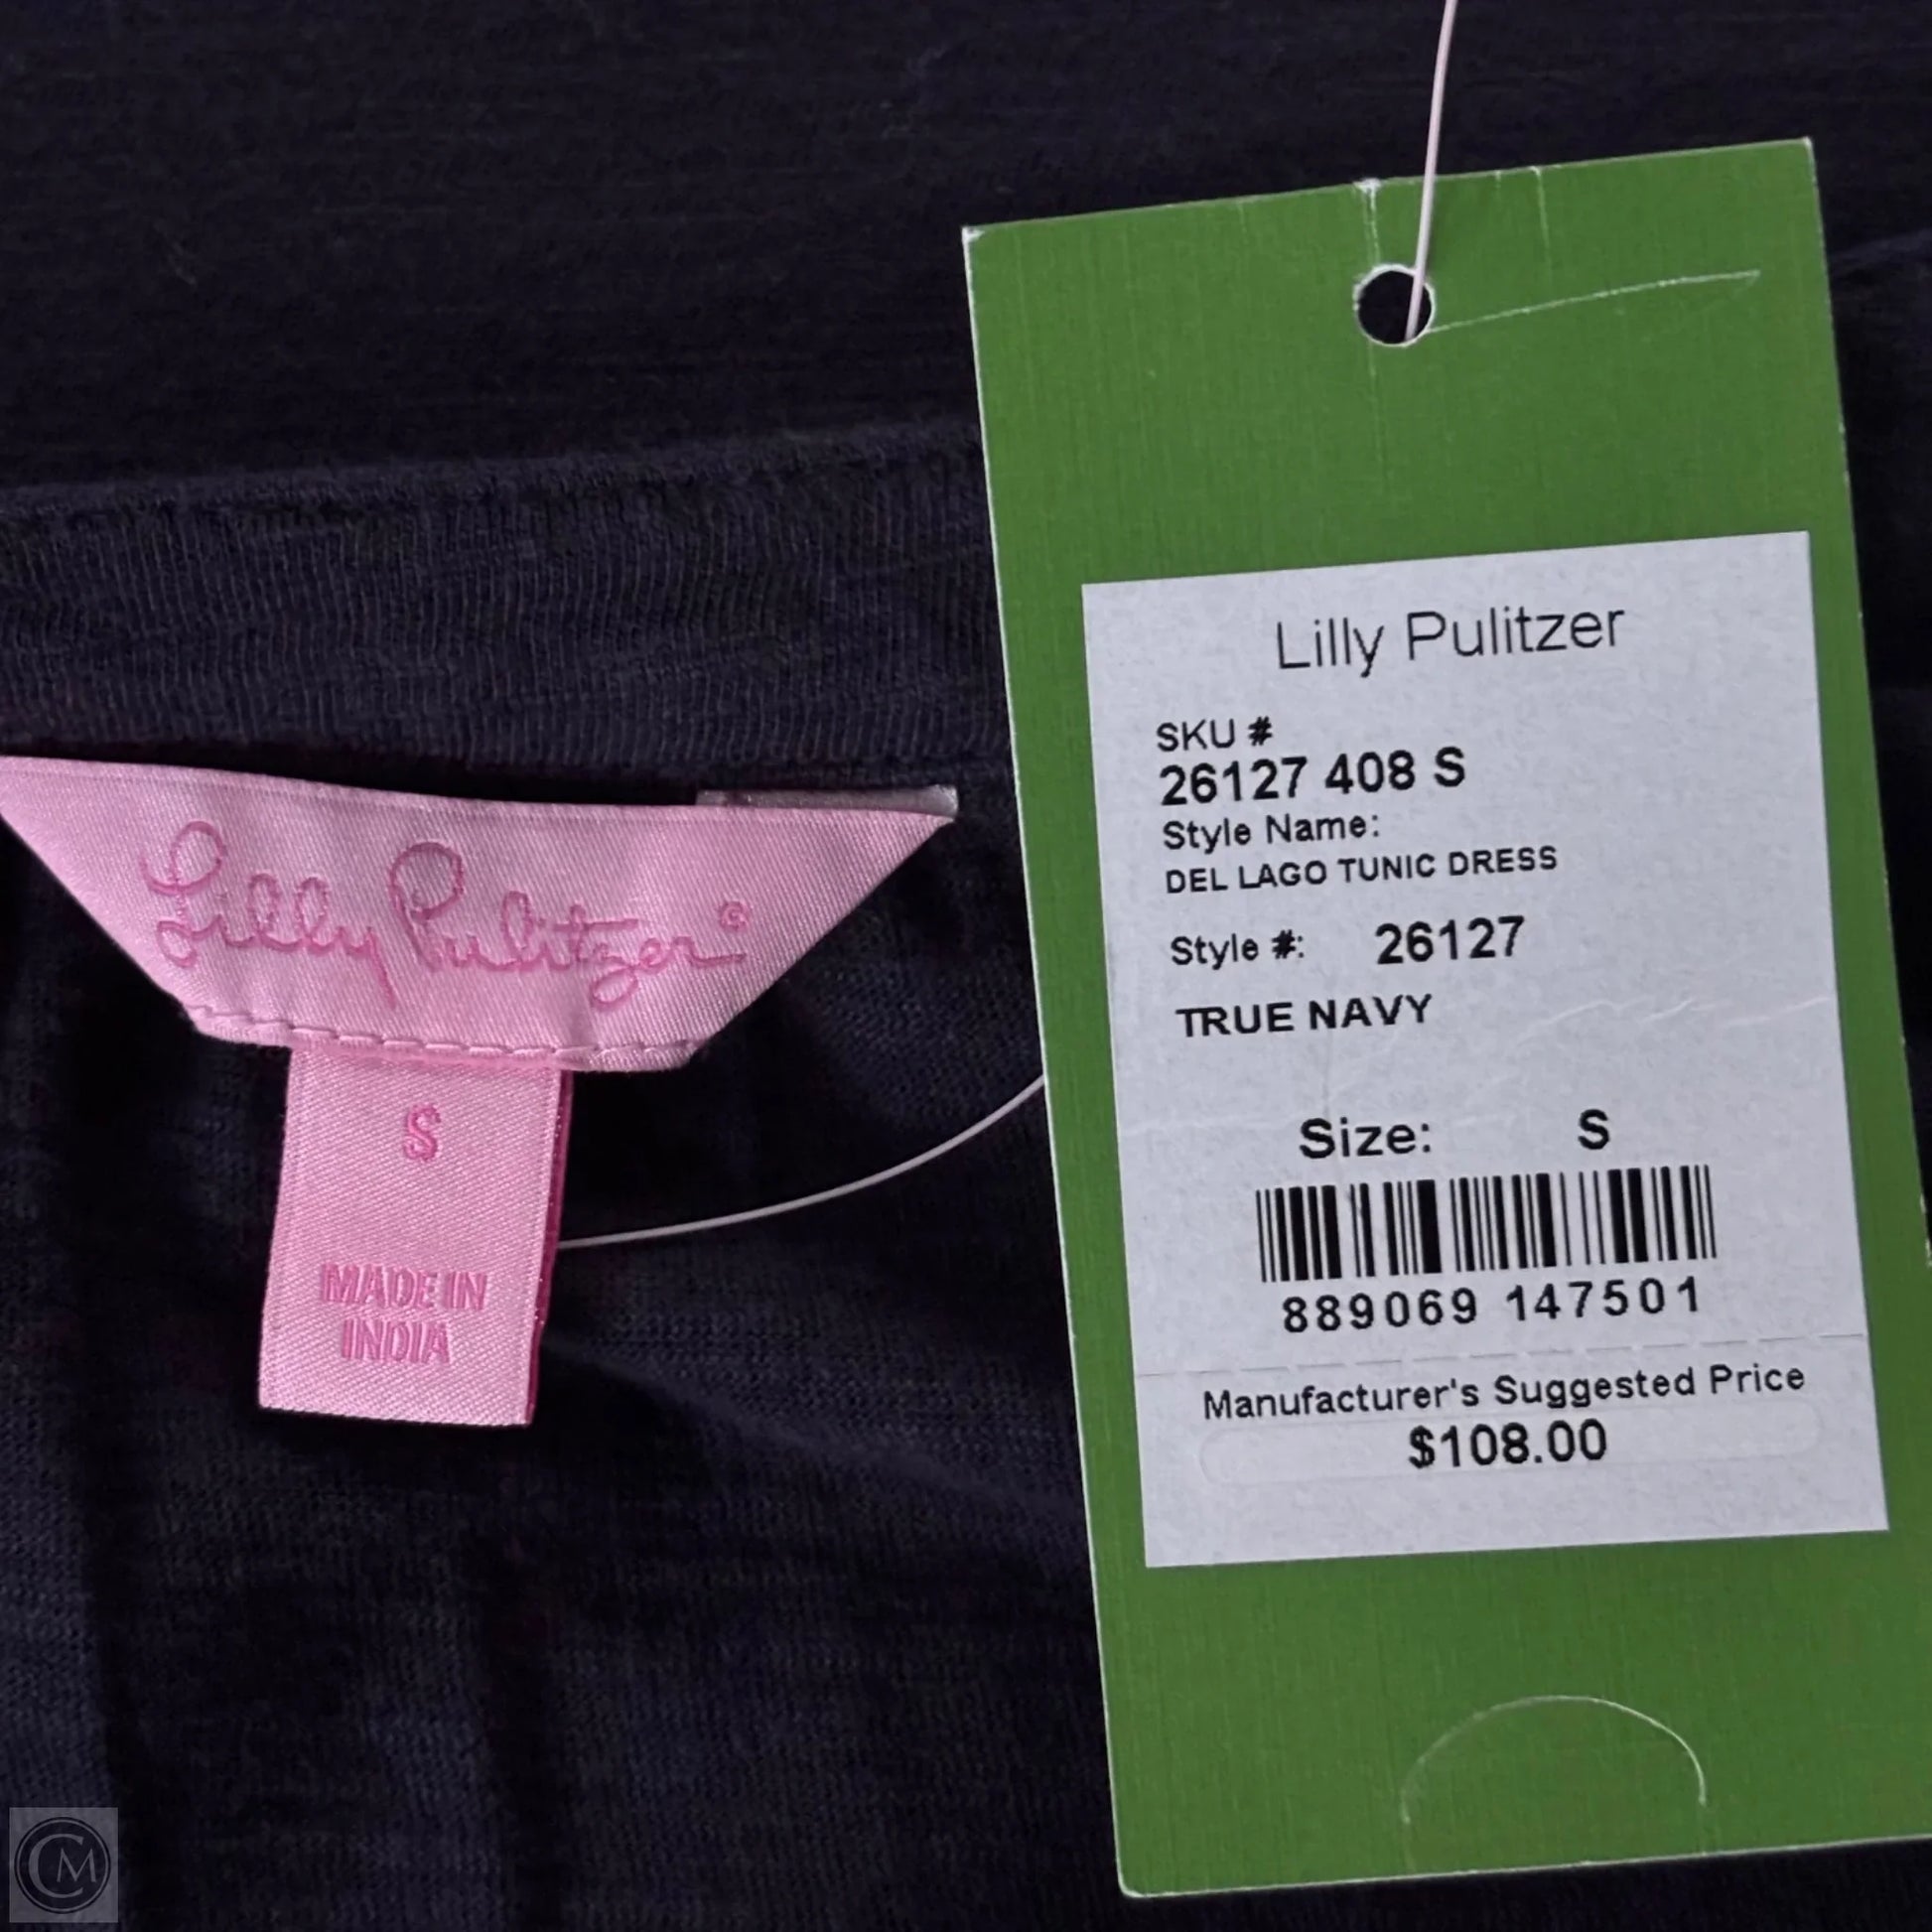 Lilly Pulitzer®
S
MADE IN
INDIA
Lilly Pulitzer
SKU #
26127 408 S
Style Name:
DEL LAGO TUNIC DRESS
Style #: 26127
TRUE NAVY
Size: S
889069 147501
Manufacturer's Suggested Price
$108.00
CM